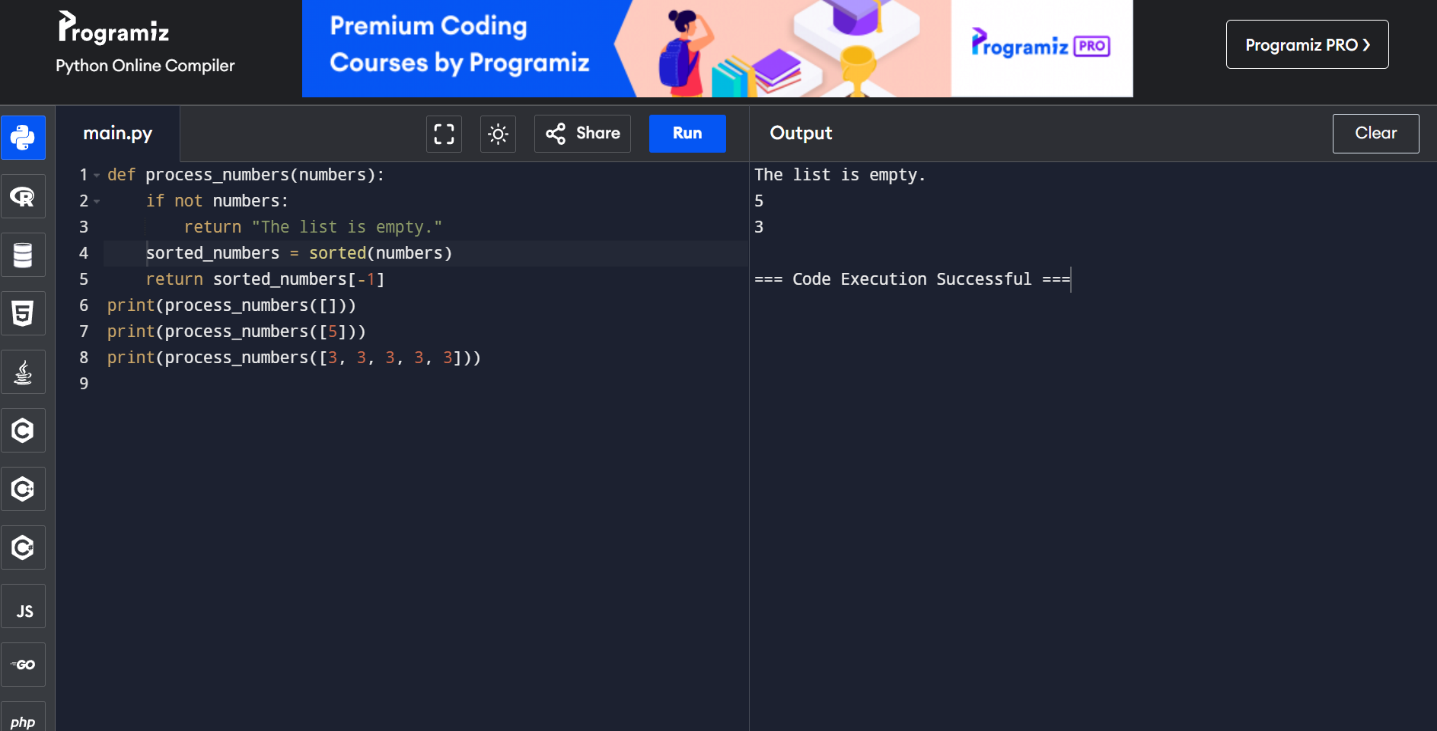 Programiz
Python Online Compiler
Premium Coding
Courses by Programiz
Programiz PRO
Programiz PRO ❯
main.py
Share
Run
Output
Clear
1 def process_numbers(numbers):
2     if not numbers:
3         return "The list is empty."
4     sorted_numbers = sorted(numbers)
5     return sorted_numbers[-1]
6 print(process_numbers([]))
7 print(process_numbers([5]))
8 print(process_numbers([3, 3, 3, 3, 3]))
9
The list is empty.
5
3
=== Code Execution Successful ===
R
5
C
C++
C#
JS
GO
php